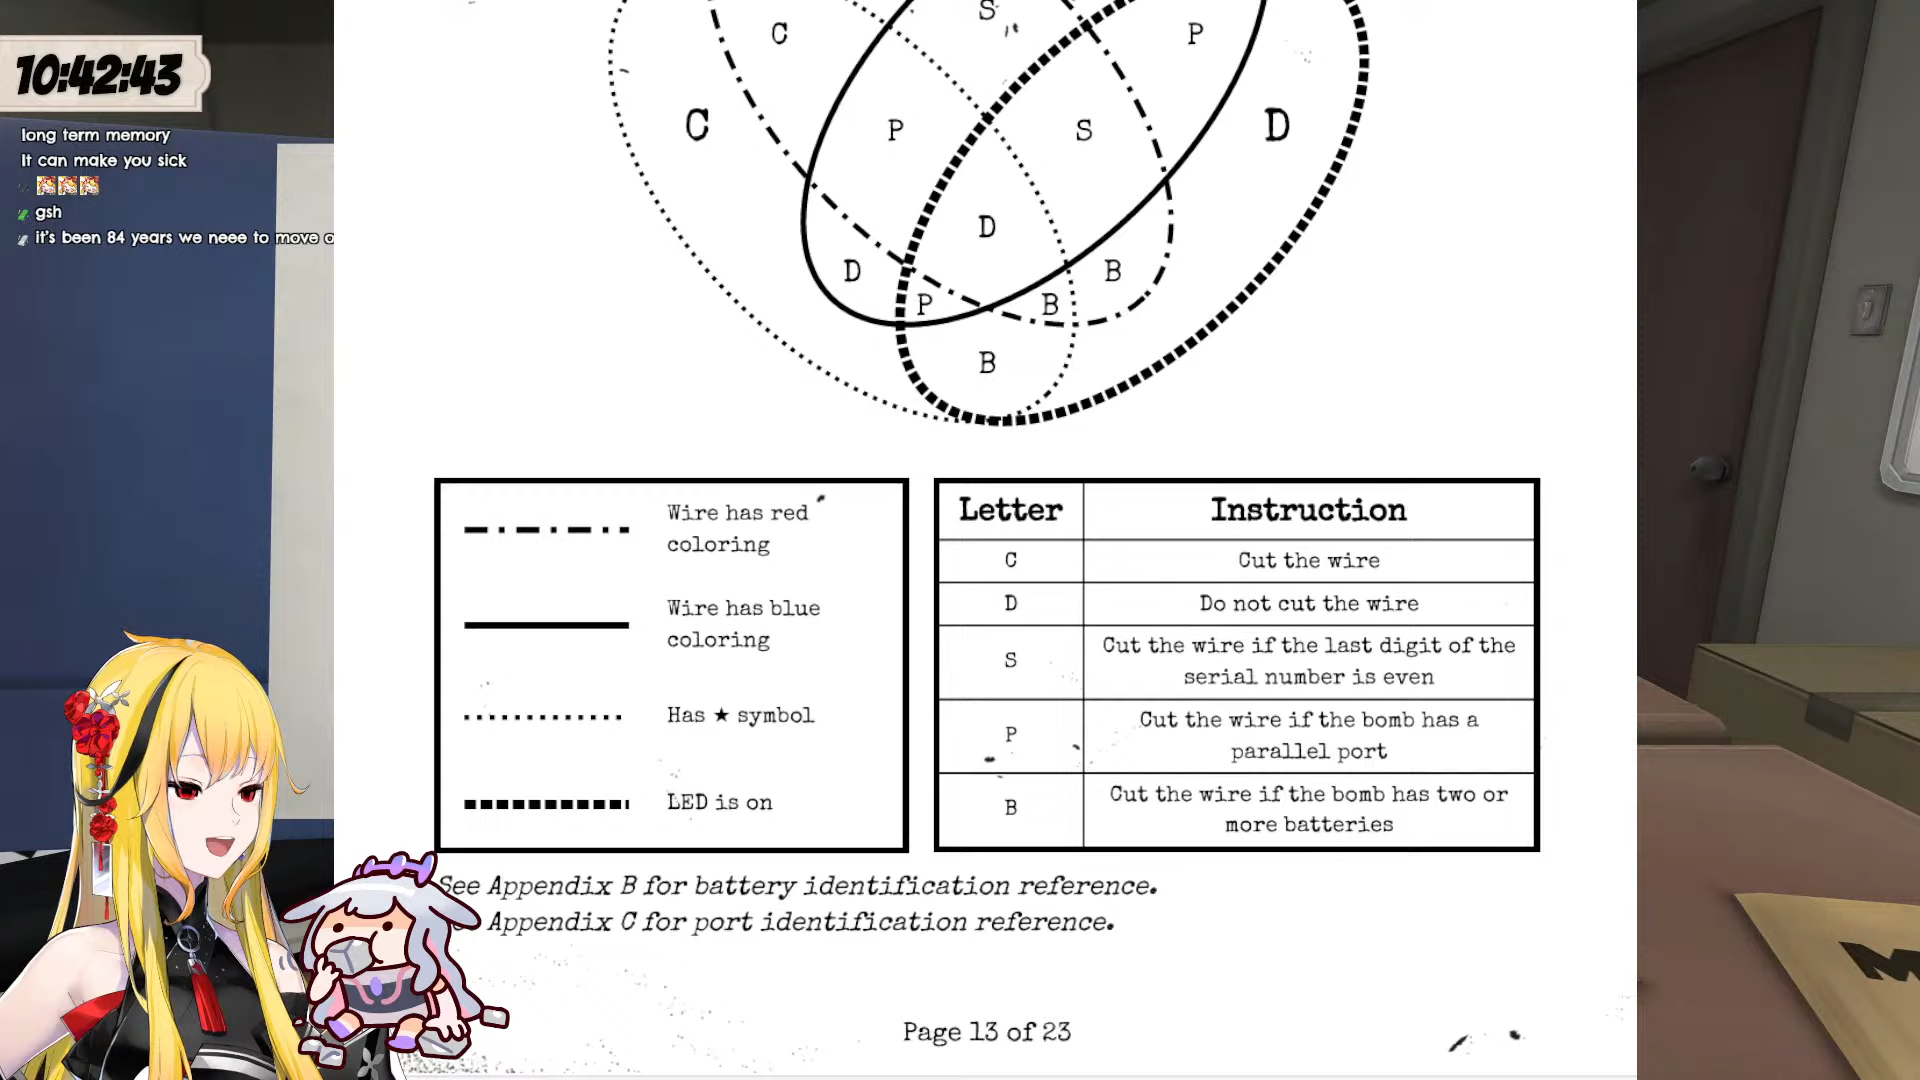 10:42:43
long term memory
It can make you sick
gsh
it's been 84 years we neee to move o
S
C
P
C
P
S
D
D
D
B
P
B
B
Wire has red
coloring
Wire has blue
coloring
Has ★ symbol
LED is on
Letter Instruction
C Cut the wire
D Do not cut the wire
S Cut the wire if the last digit of the
serial number is even
P Cut the wire if the bomb has a
parallel port
B Cut the wire if the bomb has two or
more batteries
See Appendix B for battery identification reference.
Appendix C for port identification reference.
Page 13 of 23
M